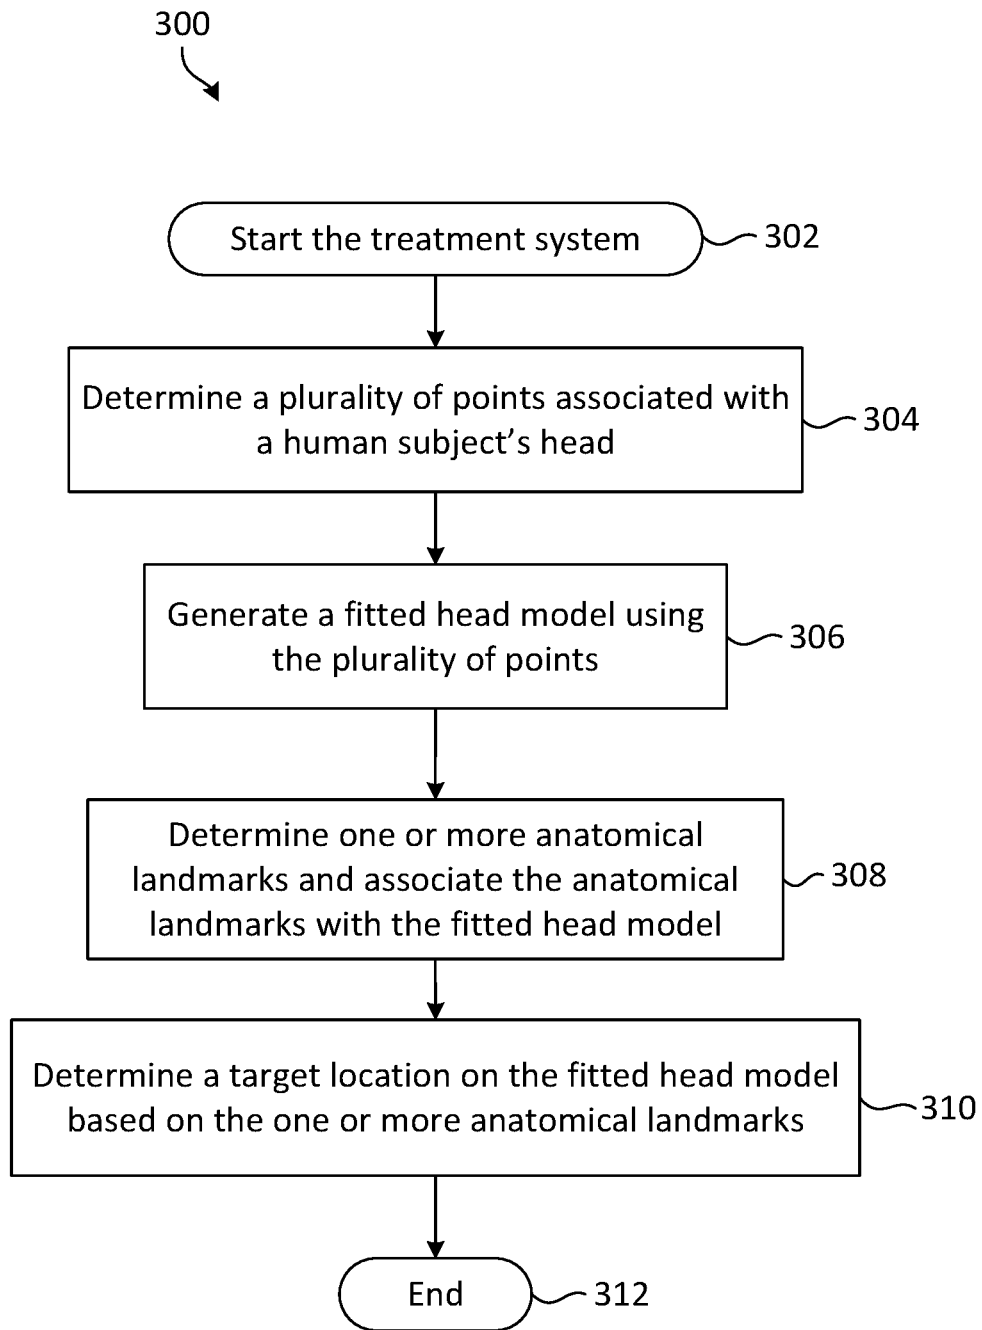 300
Start the treatment system
302
Determine a plurality of points associated with
a human subject’s head
304
Generate a fitted head model using
the plurality of points
306
Determine one or more anatomical
landmarks and associate the anatomical
landmarks with the fitted head model
308
Determine a target location on the fitted head model
based on the one or more anatomical landmarks
310
End
312